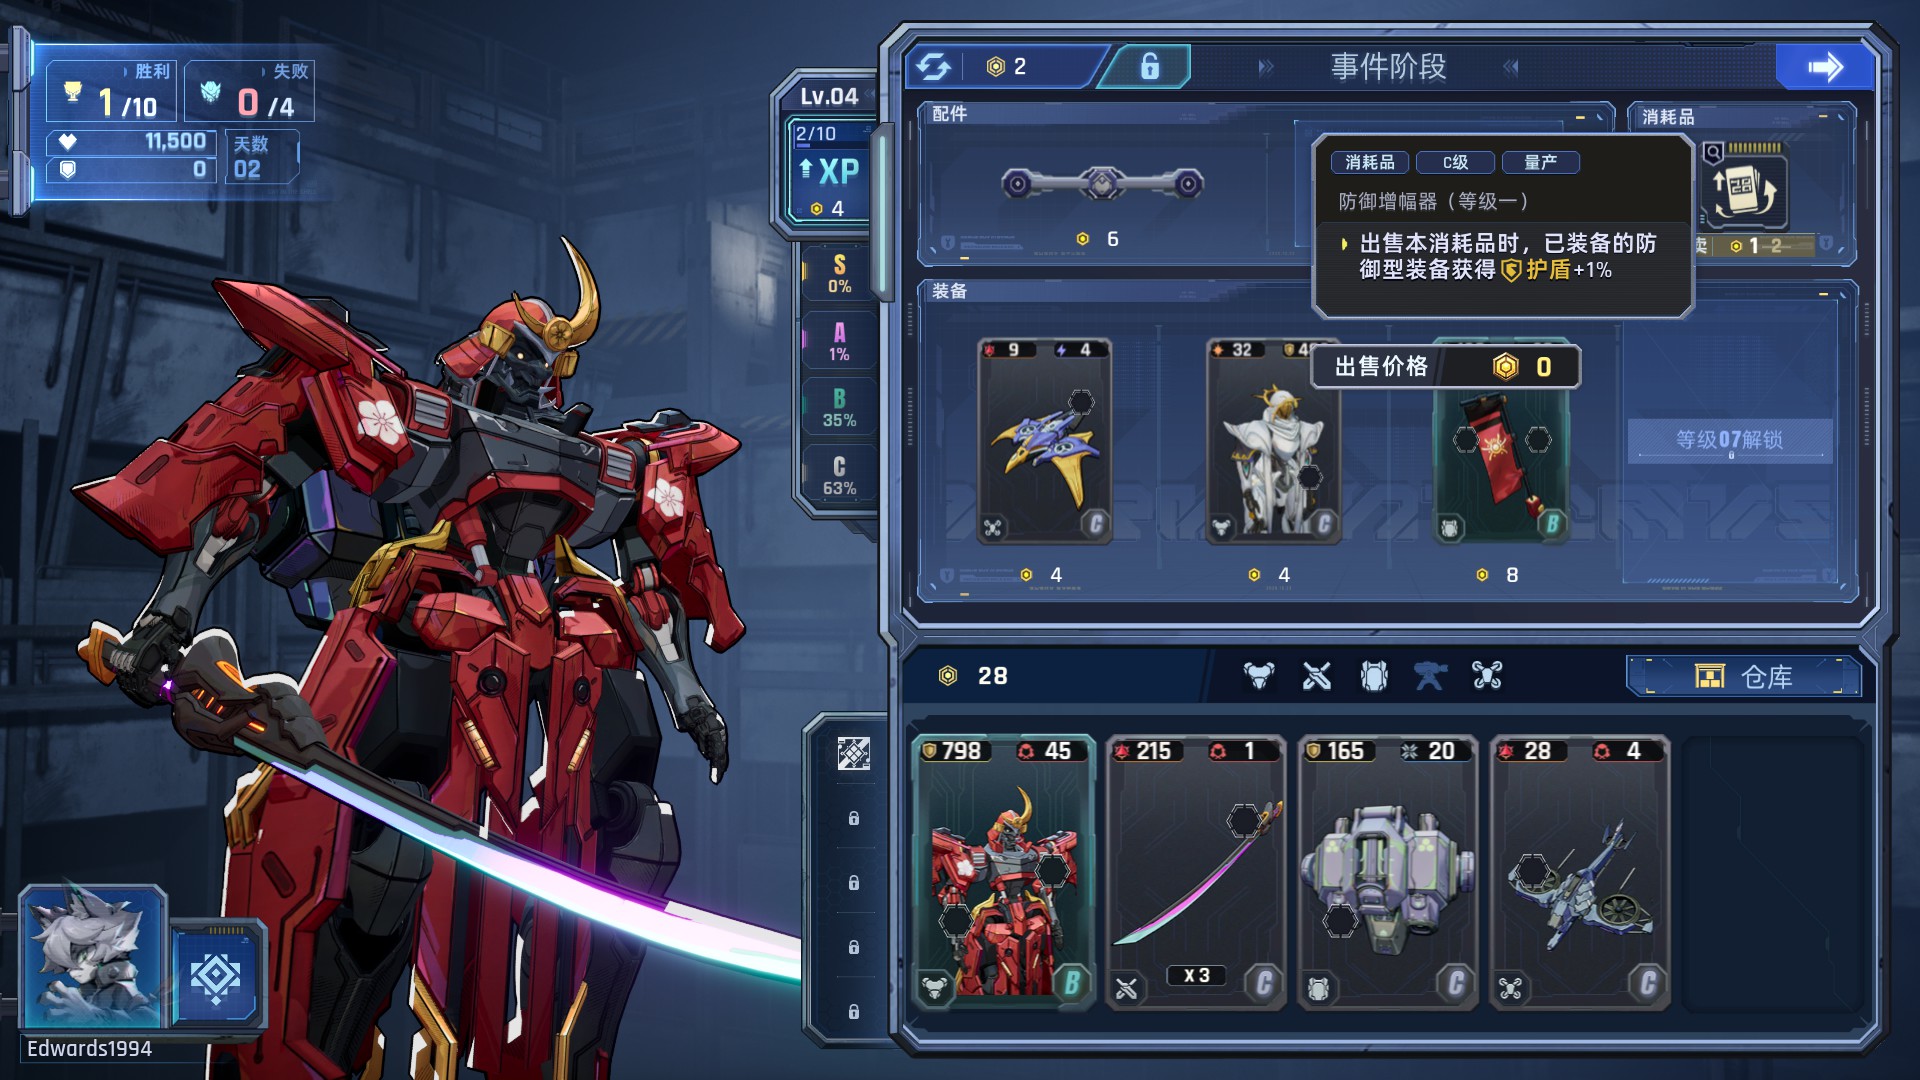 胜利
1/10
失败
0/4
11,500
0
天数
02
Lv.04
2/10
XP
4
S
0%
A
1%
B
35%
C
63%
2
事件阶段
配件
6
消耗品
1 2
消耗品
C级
量产
防御增幅器（等级一）
出售本消耗品时，已装备的防
御型装备获得护盾+1%
出售价格
0
装备
9
4
C
4
32
C
4
B
8
等级07解锁
28
仓库
798
45
B
215
1
x3
C
165
20
C
28
4
C
Edwards1994